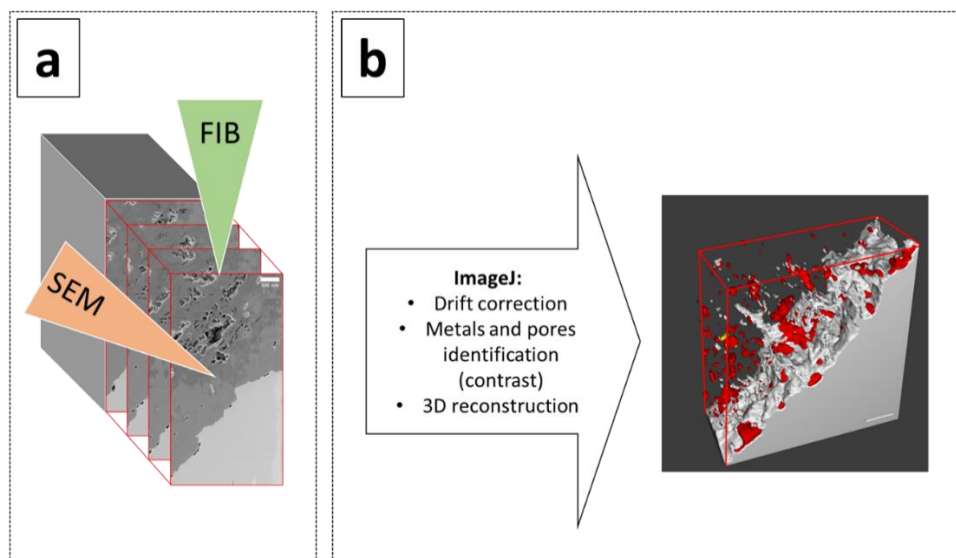 a
FIB
SEM
b
ImageJ:
• Drift correction
• Metals and pores
identification
(contrast)
• 3D reconstruction